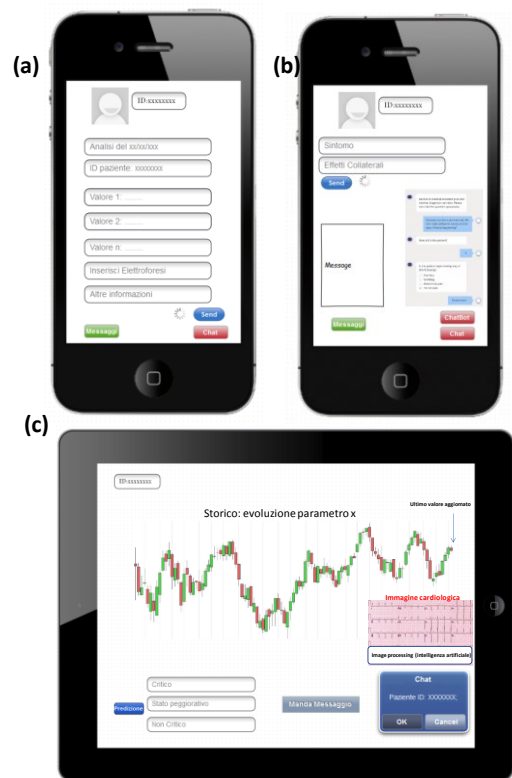 (a)
ID:xxxxxxxx
Analisi del xx/xx/xxx
ID paziente: xxxxxxxx
Valore 1: ........
Valore 2: ........
Valore n: ........
Inserisci Elettroforesi
Altre informazioni
Send
Messaggi
Chat
(b)
ID:xxxxxxxx
Sintomo
Effetti Collaterali
Send
Message
Messaggi
ChatBot
Chat
(c)
ID:xxxxxxxx
Ultimo valore aggiornato
Storico: evoluzione parametro x
Immagine cardiologica
Image processing (intelligenza artificiale)
Critico
Predizione
Stato peggiorativo
Non Critico
Manda Messaggio
Chat
Paziente ID: XXXXXXX;
OK
Cancel